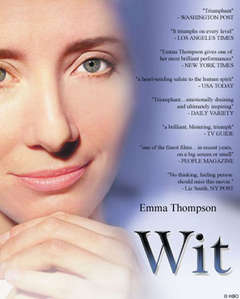 "Triumphant"
- WASHINGTON POST
"It triumphs on every level"
- LOS ANGELES TIMES
"Emma Thompson gives one of
her most brilliant performances"
- NEW YORK TIMES
"a heart-rending salute to the human spirit"
- USA TODAY
"Triumphant... emotionally draining
and ultimately inspiring"
- DAILY VARIETY
"a brilliant, blistering, triumph"
- TV GUIDE
"one of the finest films... in recent years,
on a big screen or small"
- PEOPLE MAGAZINE
"No thinking, feeling person
should miss this movie."
- Liz Smith, NY POST
Emma Thompson
Wit
© HBO